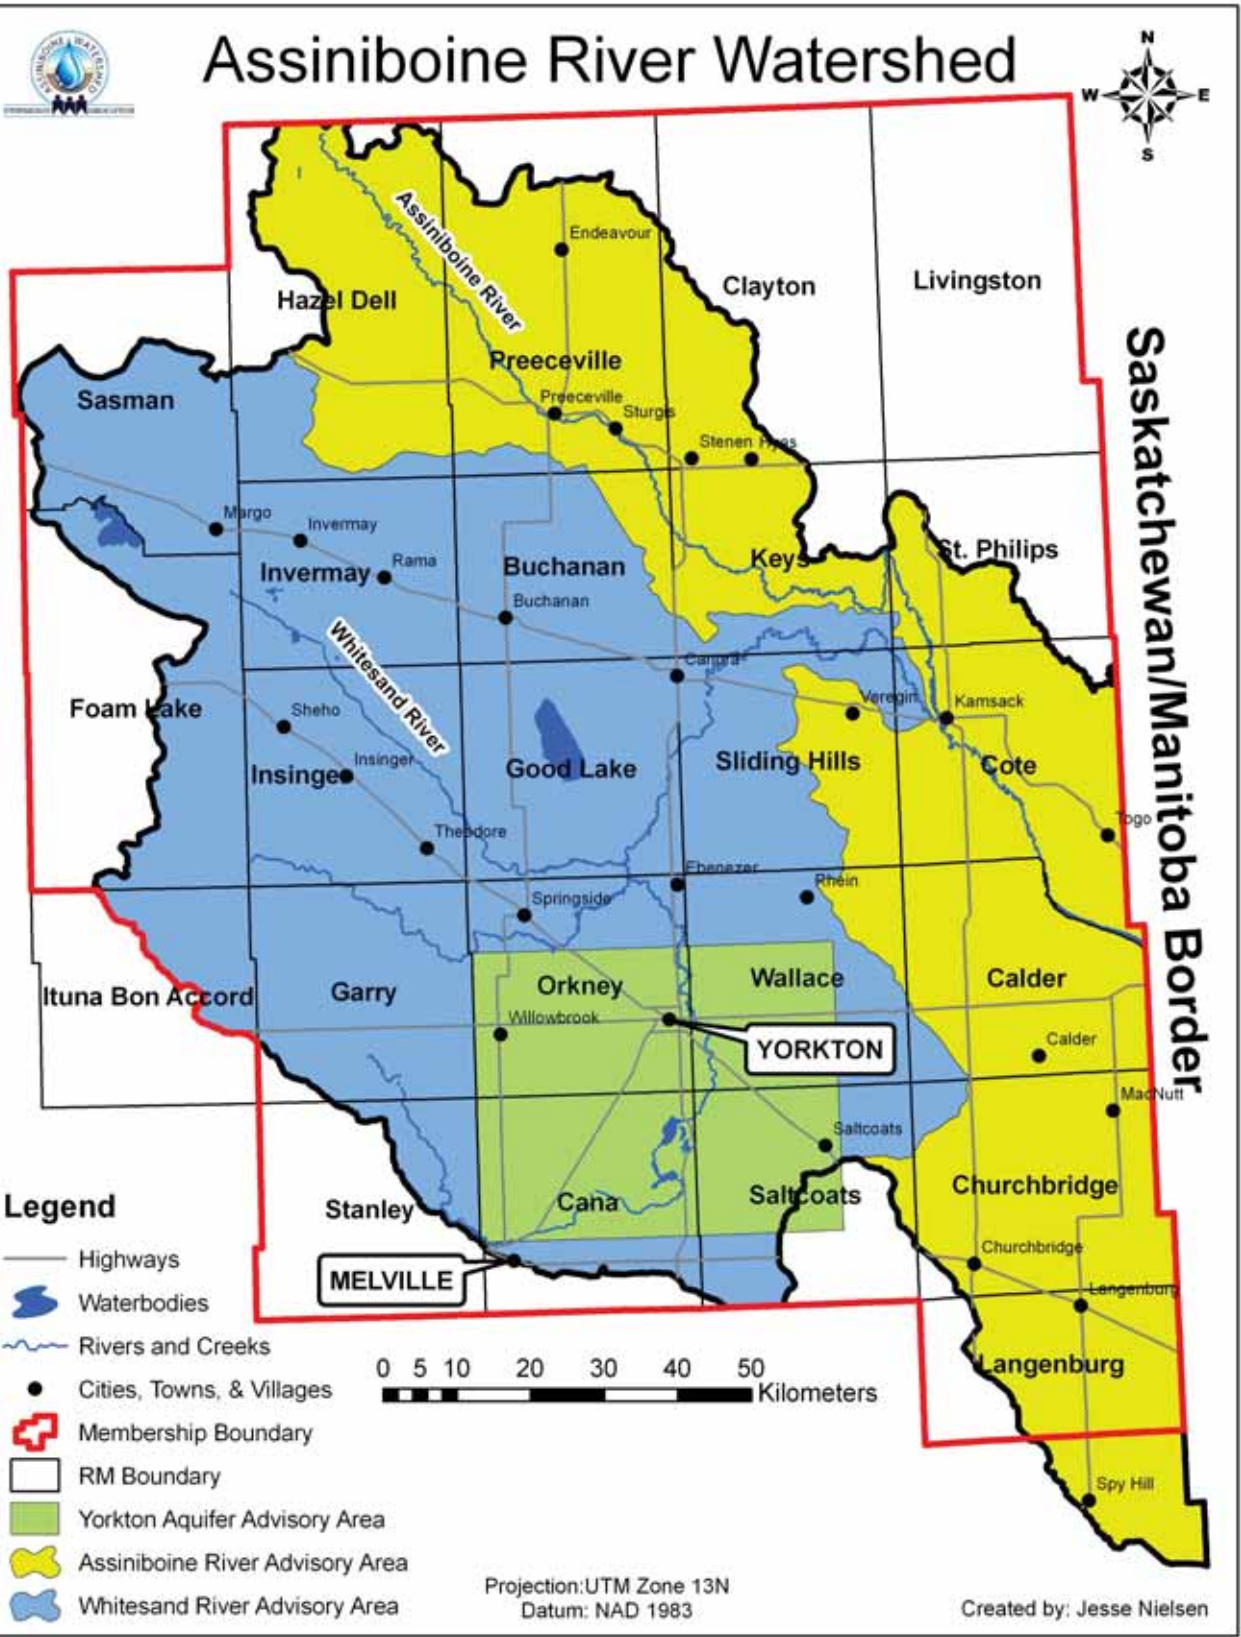 Assiniboine River Watershed
ASSINIBOINE WATERSHED
N
W
E
S
Assiniboine River
Endeavour
Clayton
Livingston
Hazel Dell
Preeceville
Preeceville
Sturgis
Stenen
Hyas
Sasman
Saskatchewan/Manitoba Border
Margo
Invermay
Rama
Invermay
Buchanan
Buchanan
Keys
St. Philips
Whitesand River
Canora
Veregin
Kamsack
Foam Lake
Sheho
Insinger
Insinger
Good Lake
Sliding Hills
Cote
Togo
Theodore
Ebenezer
Rhein
Springside
Ituna Bon Accord
Garry
Orkney
Wallace
Calder
Willowbrook
YORKTON
Calder
MacNutt
Saltcoats
Stanley
Cana
Saltcoats
Churchbridge
Churchbridge
MELVILLE
Langenburg
Langenburg
Spy Hill
Legend
Highways
Waterbodies
Rivers and Creeks
Cities, Towns, & Villages
Membership Boundary
RM Boundary
Yorkton Aquifer Advisory Area
Assiniboine River Advisory Area
Whitesand River Advisory Area
0 5 10 20 30 40 50
Kilometers
Projection:UTM Zone 13N
Datum: NAD 1983
Created by: Jesse Nielsen